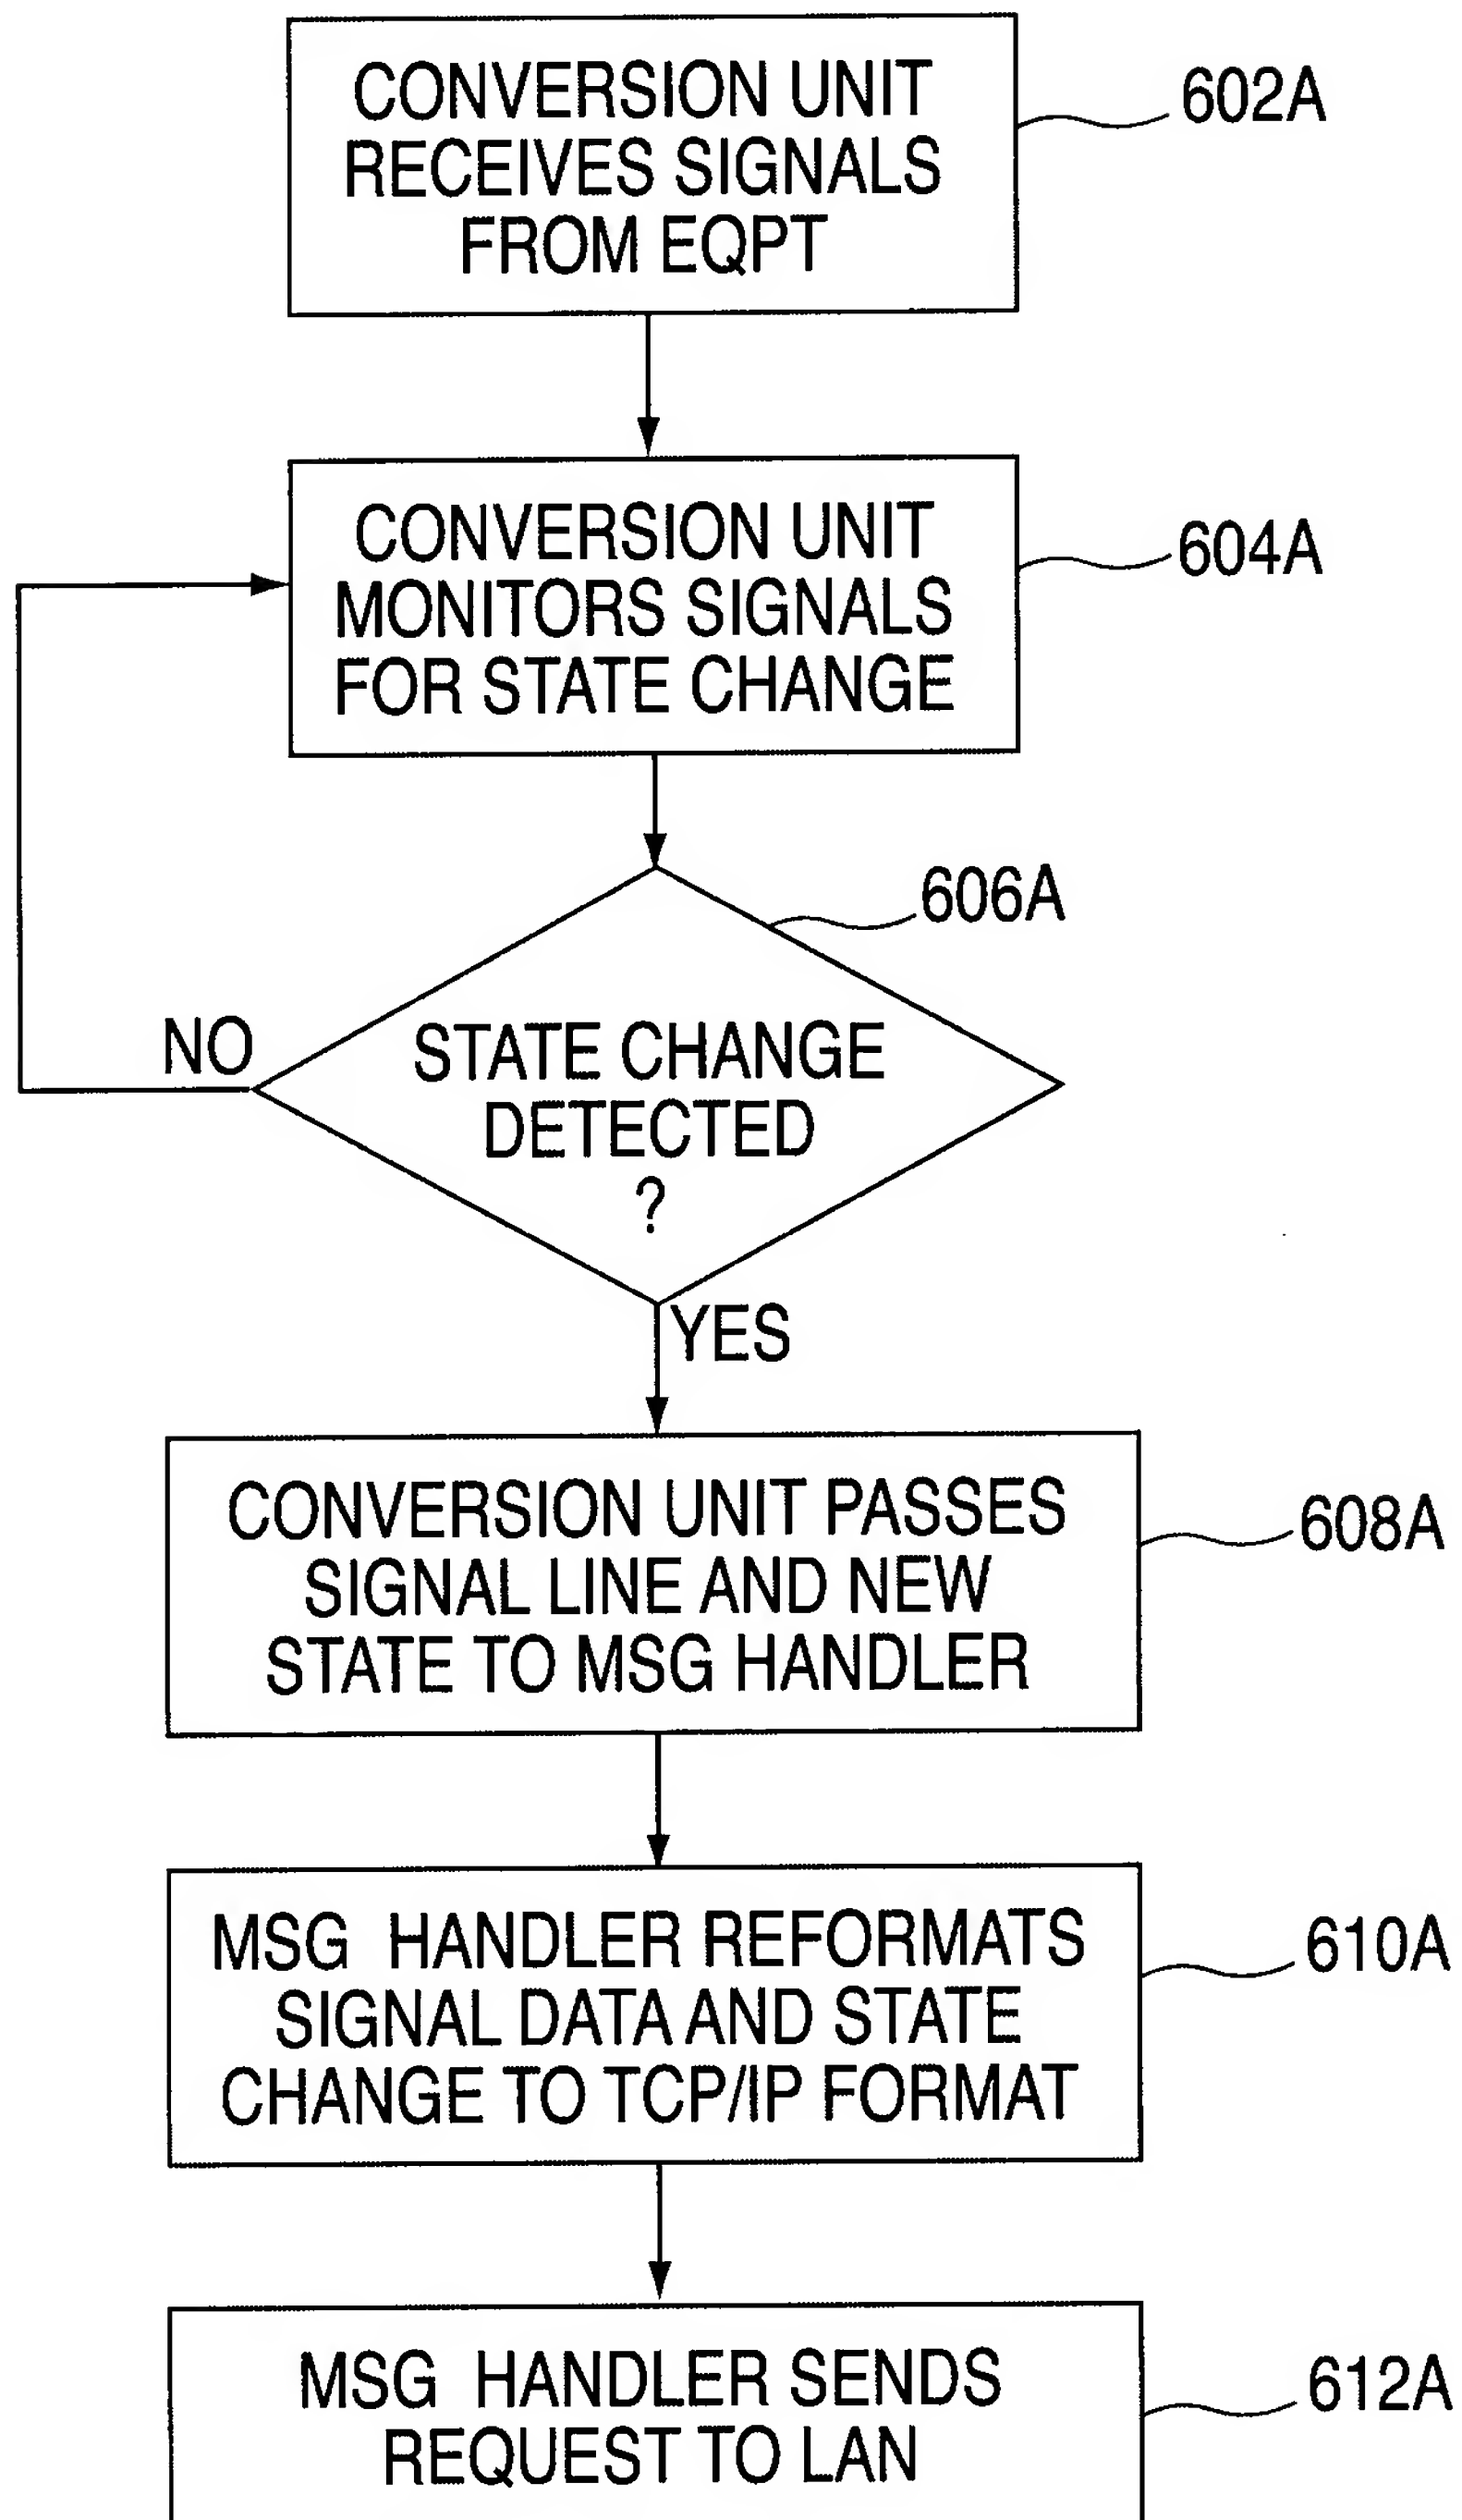 CONVERSION UNIT
RECEIVES SIGNALS
FROM EQPT
602A
CONVERSION UNIT
MONITORS SIGNALS
FOR STATE CHANGE
604A
606A
STATE CHANGE
DETECTED
?
NO
YES
CONVERSION UNIT PASSES
SIGNAL LINE AND NEW
STATE TO MSG HANDLER
608A
MSG HANDLER REFORMATS
SIGNAL DATA AND STATE
CHANGE TO TCP/IP FORMAT
610A
MSG HANDLER SENDS
REQUEST TO LAN
612A